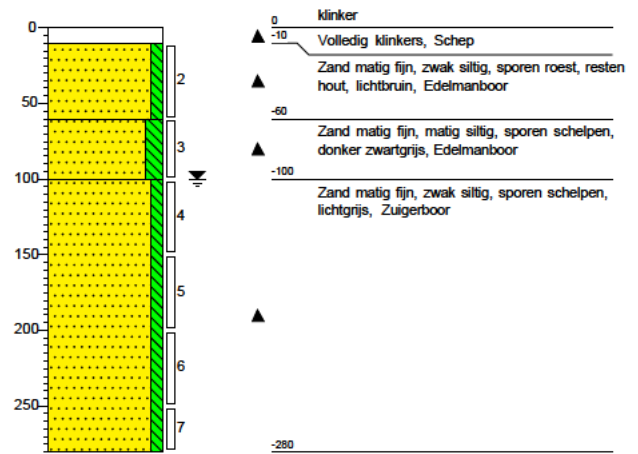 0
50
100
150
200
250
2
3
4
5
6
7
0
klinker
-10
Volledig klinkers, Schep
Zand matig fijn, zwak siltig, sporen roest, resten
hout, lichtbruin, Edelmanboor
-60
Zand matig fijn, matig siltig, sporen schelpen,
donker zwartgrijs, Edelmanboor
-100
Zand matig fijn, zwak siltig, sporen schelpen,
lichtgrijs, Zuigerboor
-280